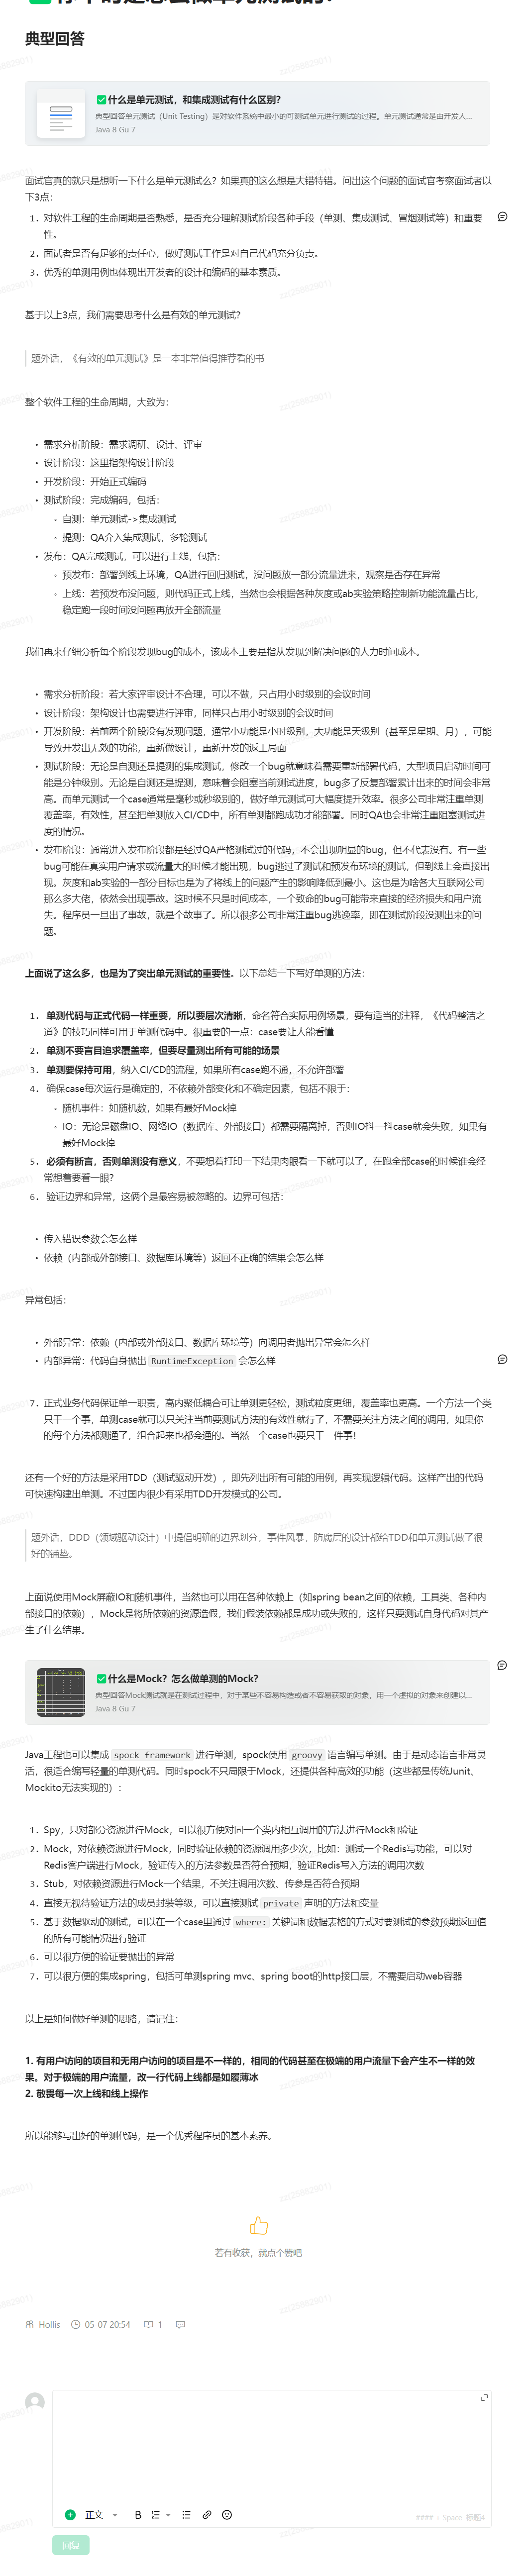 典型回答
什么是单元测试，和集成测试有什么区别？
典型回答单元测试（Unit Testing）是对软件系统中最小的可测试单元进行测试的过程。单元测试通常是由开发人...
Java 8 Gu 7
面试官真的就只是想听一下什么是单元测试么？如果真的这么想是大错特错。问出这个问题的面试官考察面试者以
下3点：
1. 对软件工程的生命周期是否熟悉，是否充分理解测试阶段各种手段（单测、集成测试、冒烟测试等）和重要
性。
2. 面试者是否有足够的责任心，做好测试工作是对自己代码充分负责。
3. 优秀的单测用例也体现出开发者的设计和编码的基本素质。
基于以上3点，我们需要思考什么是有效的单元测试？
题外话，《有效的单元测试》是一本非常值得推荐看的书
整个软件工程的生命周期，大致为：
• 需求分析阶段：需求调研、设计、评审
• 设计阶段：这里指架构设计阶段
• 开发阶段：开始正式编码
• 测试阶段：完成编码，包括：
◦ 自测：单元测试->集成测试
◦ 提测：QA介入集成测试，多轮测试
• 发布：QA完成测试，可以进行上线，包括：
◦ 预发布：部署到线上环境，QA进行回归测试，没问题放一部分流量进来，观察是否存在异常
◦ 上线：若预发布没问题，则代码正式上线，当然也会根据各种灰度或ab实验策略控制新功能流量占比，
稳定跑一段时间没问题再放开全部流量
我们再来仔细分析每个阶段发现bug的成本，该成本主要是指从发现到解决问题的人力时间成本。
• 需求分析阶段：若大家评审设计不合理，可以不做，只占用小时级别的会议时间
• 设计阶段：架构设计也需要进行评审，同样只占用小时级别的会议时间
• 开发阶段：若前两个阶段没有发现问题，通常小功能是小时级别，大功能是天级别（甚至是星期、月），可能
导致开发出无效的功能，重新做设计，重新开发的返工局面
• 测试阶段：无论是自测还是提测的集成测试，修改一个bug就意味着需要重新部署代码，大型项目启动时间可
能是分钟级别。无论是自测还是提测，意味着会阻塞当前测试进度，bug多了反复部署累计出来的时间会非常
高。而单元测试一个case通常是毫秒或秒级别的，做好单元测试可大幅度提升效率。很多公司非常注重单测
覆盖率，有效性，甚至把单测放入CI/CD中，所有单测都跑成功才能部署。同时QA也会非常注重阻塞测试进
度的情况。
• 发布阶段：通常进入发布阶段都是经过QA严格测试过的代码，不会出现明显的bug，但不代表没有。有一些
bug可能在真实用户请求或流量大的时候才能出现，bug逃过了测试和预发布环境的测试，但到线上会直接出
现。灰度和ab实验的一部分目标也是为了将线上的问题产生的影响降低到最小。这也是为啥各大互联网公司
那么多大佬，依然会出现事故。这时候不只是时间成本，一个致命的bug可能带来直接的经济损失和用户流
失。程序员一旦出了事故，就是个故事了。所以很多公司非常注重bug逃逸率，即在测试阶段没测出来的问
题。
上面说了这么多，也是为了突出单元测试的重要性。以下总结一下写好单测的方法：
1. 单测代码与正式代码一样重要，所以要层次清晰，命名符合实际用例场景，要有适当的注释，《代码整洁之
道》的技巧同样可用于单测代码中。很重要的一点：case要让人能看懂
2. 单测不要盲目追求覆盖率，但要尽量测出所有可能的场景
3. 单测要保持可用，纳入CI/CD的流程，如果所有case跑不通，不允许部署
4. 确保case每次运行是确定的，不依赖外部变化和不确定因素，包括不限于：
◦ 随机事件：如随机数，如果有最好Mock掉
◦ IO：无论是磁盘IO、网络IO（数据库、外部接口）都需要隔离掉，否则IO抖一抖case就会失败，如果有
最好Mock掉
5. 必须有断言，否则单测没有意义，不要想着打印一下结果肉眼看一下就可以了，在跑全部case的时候谁会经
常想着要看一眼？
6. 验证边界和异常，这俩个是最容易被忽略的。边界可包括：
• 传入错误参数会怎么样
• 依赖（内部或外部接口、数据库环境等）返回不正确的结果会怎么样
异常包括：
• 外部异常：依赖（内部或外部接口、数据库环境等）向调用者抛出异常会怎么样
• 内部异常：代码自身抛出 RuntimeException 会怎么样
7. 正式业务代码保证单一职责，高内聚低耦合可让单测更轻松，测试粒度更细，覆盖率也更高。一个方法一个类
只干一个事，单测case就可以只关注当前要测试方法的有效性就行了，不需要关注方法之间的调用，如果你
的每个方法都测通了，组合起来也都会通的。当然一个case也要只干一件事！
还有一个好的方法是采用TDD（测试驱动开发），即先列出所有可能的用例，再实现逻辑代码。这样产出的代码
可快速构建出单测。不过国内很少有采用TDD开发模式的公司。
题外话，DDD（领域驱动设计）中提倡明确的边界划分，事件风暴，防腐层的设计都给TDD和单元测试做了很
好的铺垫。
上面说使用Mock屏蔽IO和随机事件，当然也可以用在各种依赖上（如spring bean之间的依赖，工具类、各种内
部接口的依赖），Mock是将所依赖的资源造假，我们假装依赖都是成功或失败的，这样只要测试自身代码对其产
生了什么结果。
什么是Mock？怎么做单测的Mock？
典型回答Mock测试就是在测试过程中，对于某些不容易构造或者不容易获取的对象，用一个虚拟的对象来创建以...
Java 8 Gu 7
Java工程也可以集成 spock framework 进行单测，spock使用 groovy 语言编写单测。由于是动态语言非常灵
活，很适合编写轻量的单测代码。同时spock不只局限于Mock，还提供各种高效的功能（这些都是传统Junit、
Mockito无法实现的）：
1. Spy，只对部分资源进行Mock，可以很方便对同一个类内相互调用的方法进行Mock和验证
2. Mock，对依赖资源进行Mock，同时验证依赖的资源调用多少次，比如：测试一个Redis写功能，可以对
Redis客户端进行Mock，验证传入的方法参数是否符合预期，验证Redis写入方法的调用次数
3. Stub，对依赖资源进行Mock一个结果，不关注调用次数、传参是否符合预期
4. 直接无视待验证方法的成员封装等级，可以直接测试 private 声明的方法和变量
5. 基于数据驱动的测试，可以在一个case里通过 where: 关键词和数据表格的方式对要测试的参数预期返回值
的所有可能情况进行验证
6. 可以很方便的验证要抛出的异常
7. 可以很方便的集成spring，包括可单测spring mvc、spring boot的http接口层，不需要启动web容器
以上是如何做好单测的思路，请记住：
1. 有用户访问的项目和无用户访问的项目是不一样的，相同的代码甚至在极端的用户流量下会产生不一样的效
果。对于极端的用户流量，改一行代码上线都是如履薄冰
2. 敬畏每一次上线和线上操作
所以能够写出好的单测代码，是一个优秀程序员的基本素养。
若有收获，就点个赞吧
Hollis 05-07 20:54 1
正文 B
#### + Space 标题4
回复